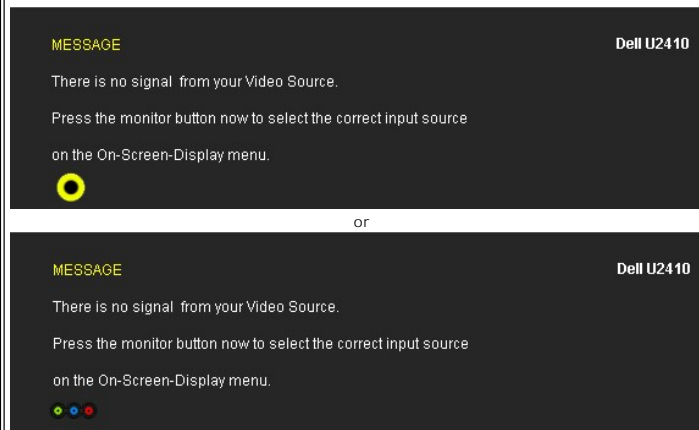 MESSAGE Dell U2410
There is no signal from your Video Source.
Press the monitor button now to select the correct input source
on the On-Screen-Display menu.
or
MESSAGE Dell U2410
There is no signal from your Video Source.
Press the monitor button now to select the correct input source
on the On-Screen-Display menu.